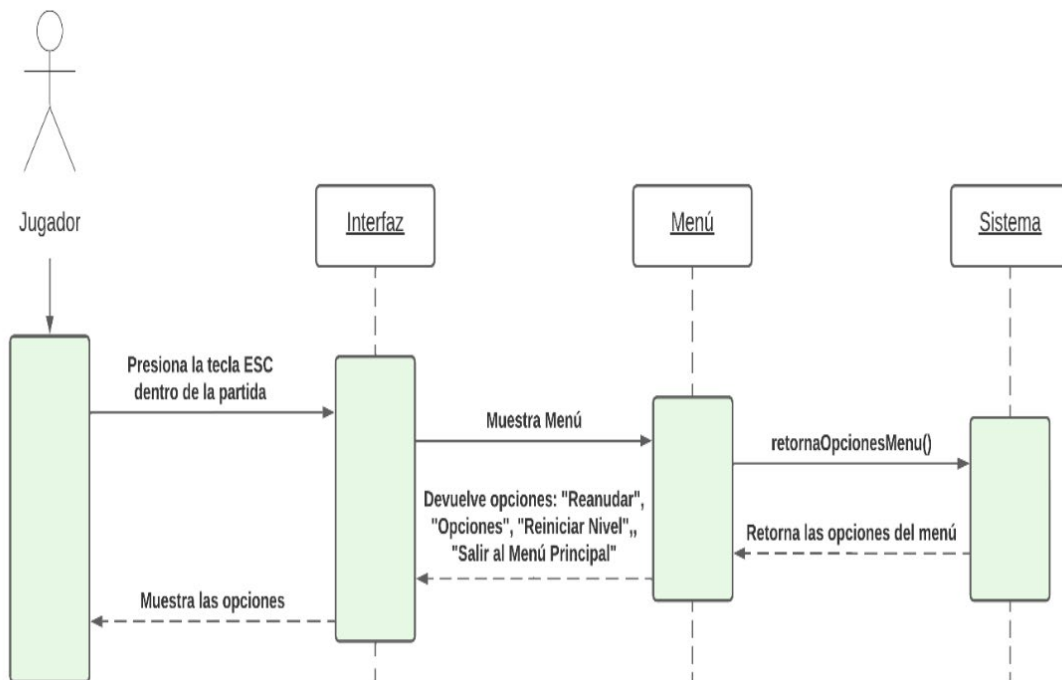 Jugador
Interfaz
Menú
Sistema
Presiona la tecla ESC
dentro de la partida
Muestra Menú
retornaOpcionesMenu()
Devuelve opciones: "Reanudar",
"Opciones", "Reiniciar Nivel",,
"Salir al Menú Principal"
Retorna las opciones del menú
Muestra las opciones